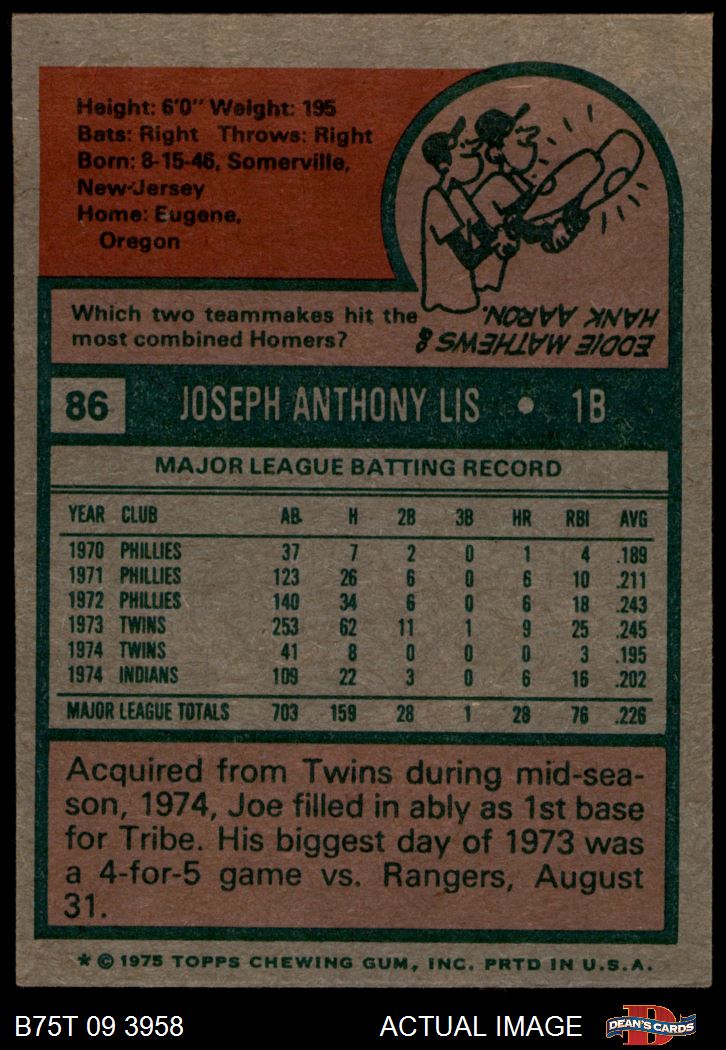 Height: 6'0" Weight: 195
Bats: Right Throws: Right
Born: 8-15-46, Somerville,
New Jersey
Home: Eugene,
Oregon
Which two teammakes hit the
most combined Homers?
EDDIE MATHEWS &
HANK AARON.
86 JOSEPH ANTHONY LIS • 1B
MAJOR LEAGUE BATTING RECORD
YEAR CLUB AB H 2B 3B HR RBI AVG
1970 PHILLIES 37 7 2 0 1 4 .189
1971 PHILLIES 123 26 6 0 6 10 .211
1972 PHILLIES 140 34 6 0 6 18 .243
1973 TWINS 253 62 11 1 9 25 .245
1974 TWINS 41 8 0 0 0 3 .195
1974 INDIANS 109 22 3 0 6 16 .202
MAJOR LEAGUE TOTALS 703 159 28 1 28 76 .226
Acquired from Twins during mid-sea-
son, 1974, Joe filled in ably as 1st base
for Tribe. His biggest day of 1973 was
a 4-for-5 game vs. Rangers, August
31.
* © 1975 TOPPS CHEWING GUM, INC. PRTD IN U.S.A.
B75T 09 3958 ACTUAL IMAGE D DEAN'S CARDS